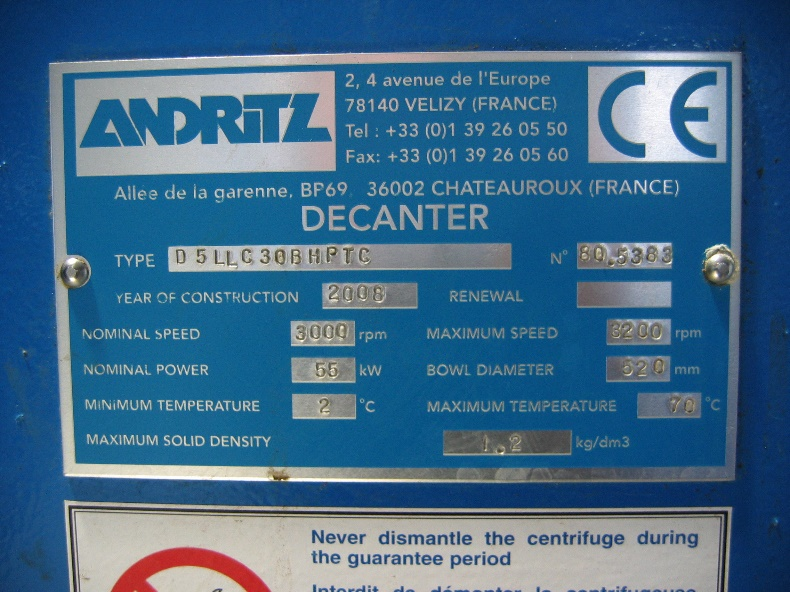 ANDRITZ
2, 4 avenue de l'Europe
78140 VELIZY (FRANCE)
Tel : +33 (0)1 39 26 05 50
Fax: +33 (0)1 39 26 05 60
CE
Allée de la garenne, BP69, 36002 CHATEAUROUX (FRANCE)
DECANTER
TYPE D5LLC30BHPTC N° 80.5383
YEAR OF CONSTRUCTION 2008 RENEWAL
NOMINAL SPEED 3000 rpm MAXIMUM SPEED 3200 rpm
NOMINAL POWER 55 kW BOWL DIAMETER 520 mm
MINIMUM TEMPERATURE 2 °C MAXIMUM TEMPERATURE 70 °C
MAXIMUM SOLID DENSITY 1.2 kg/dm3
Never dismantle the centrifuge during
the guarantee period
Interdit de démonter la centrifugeuse